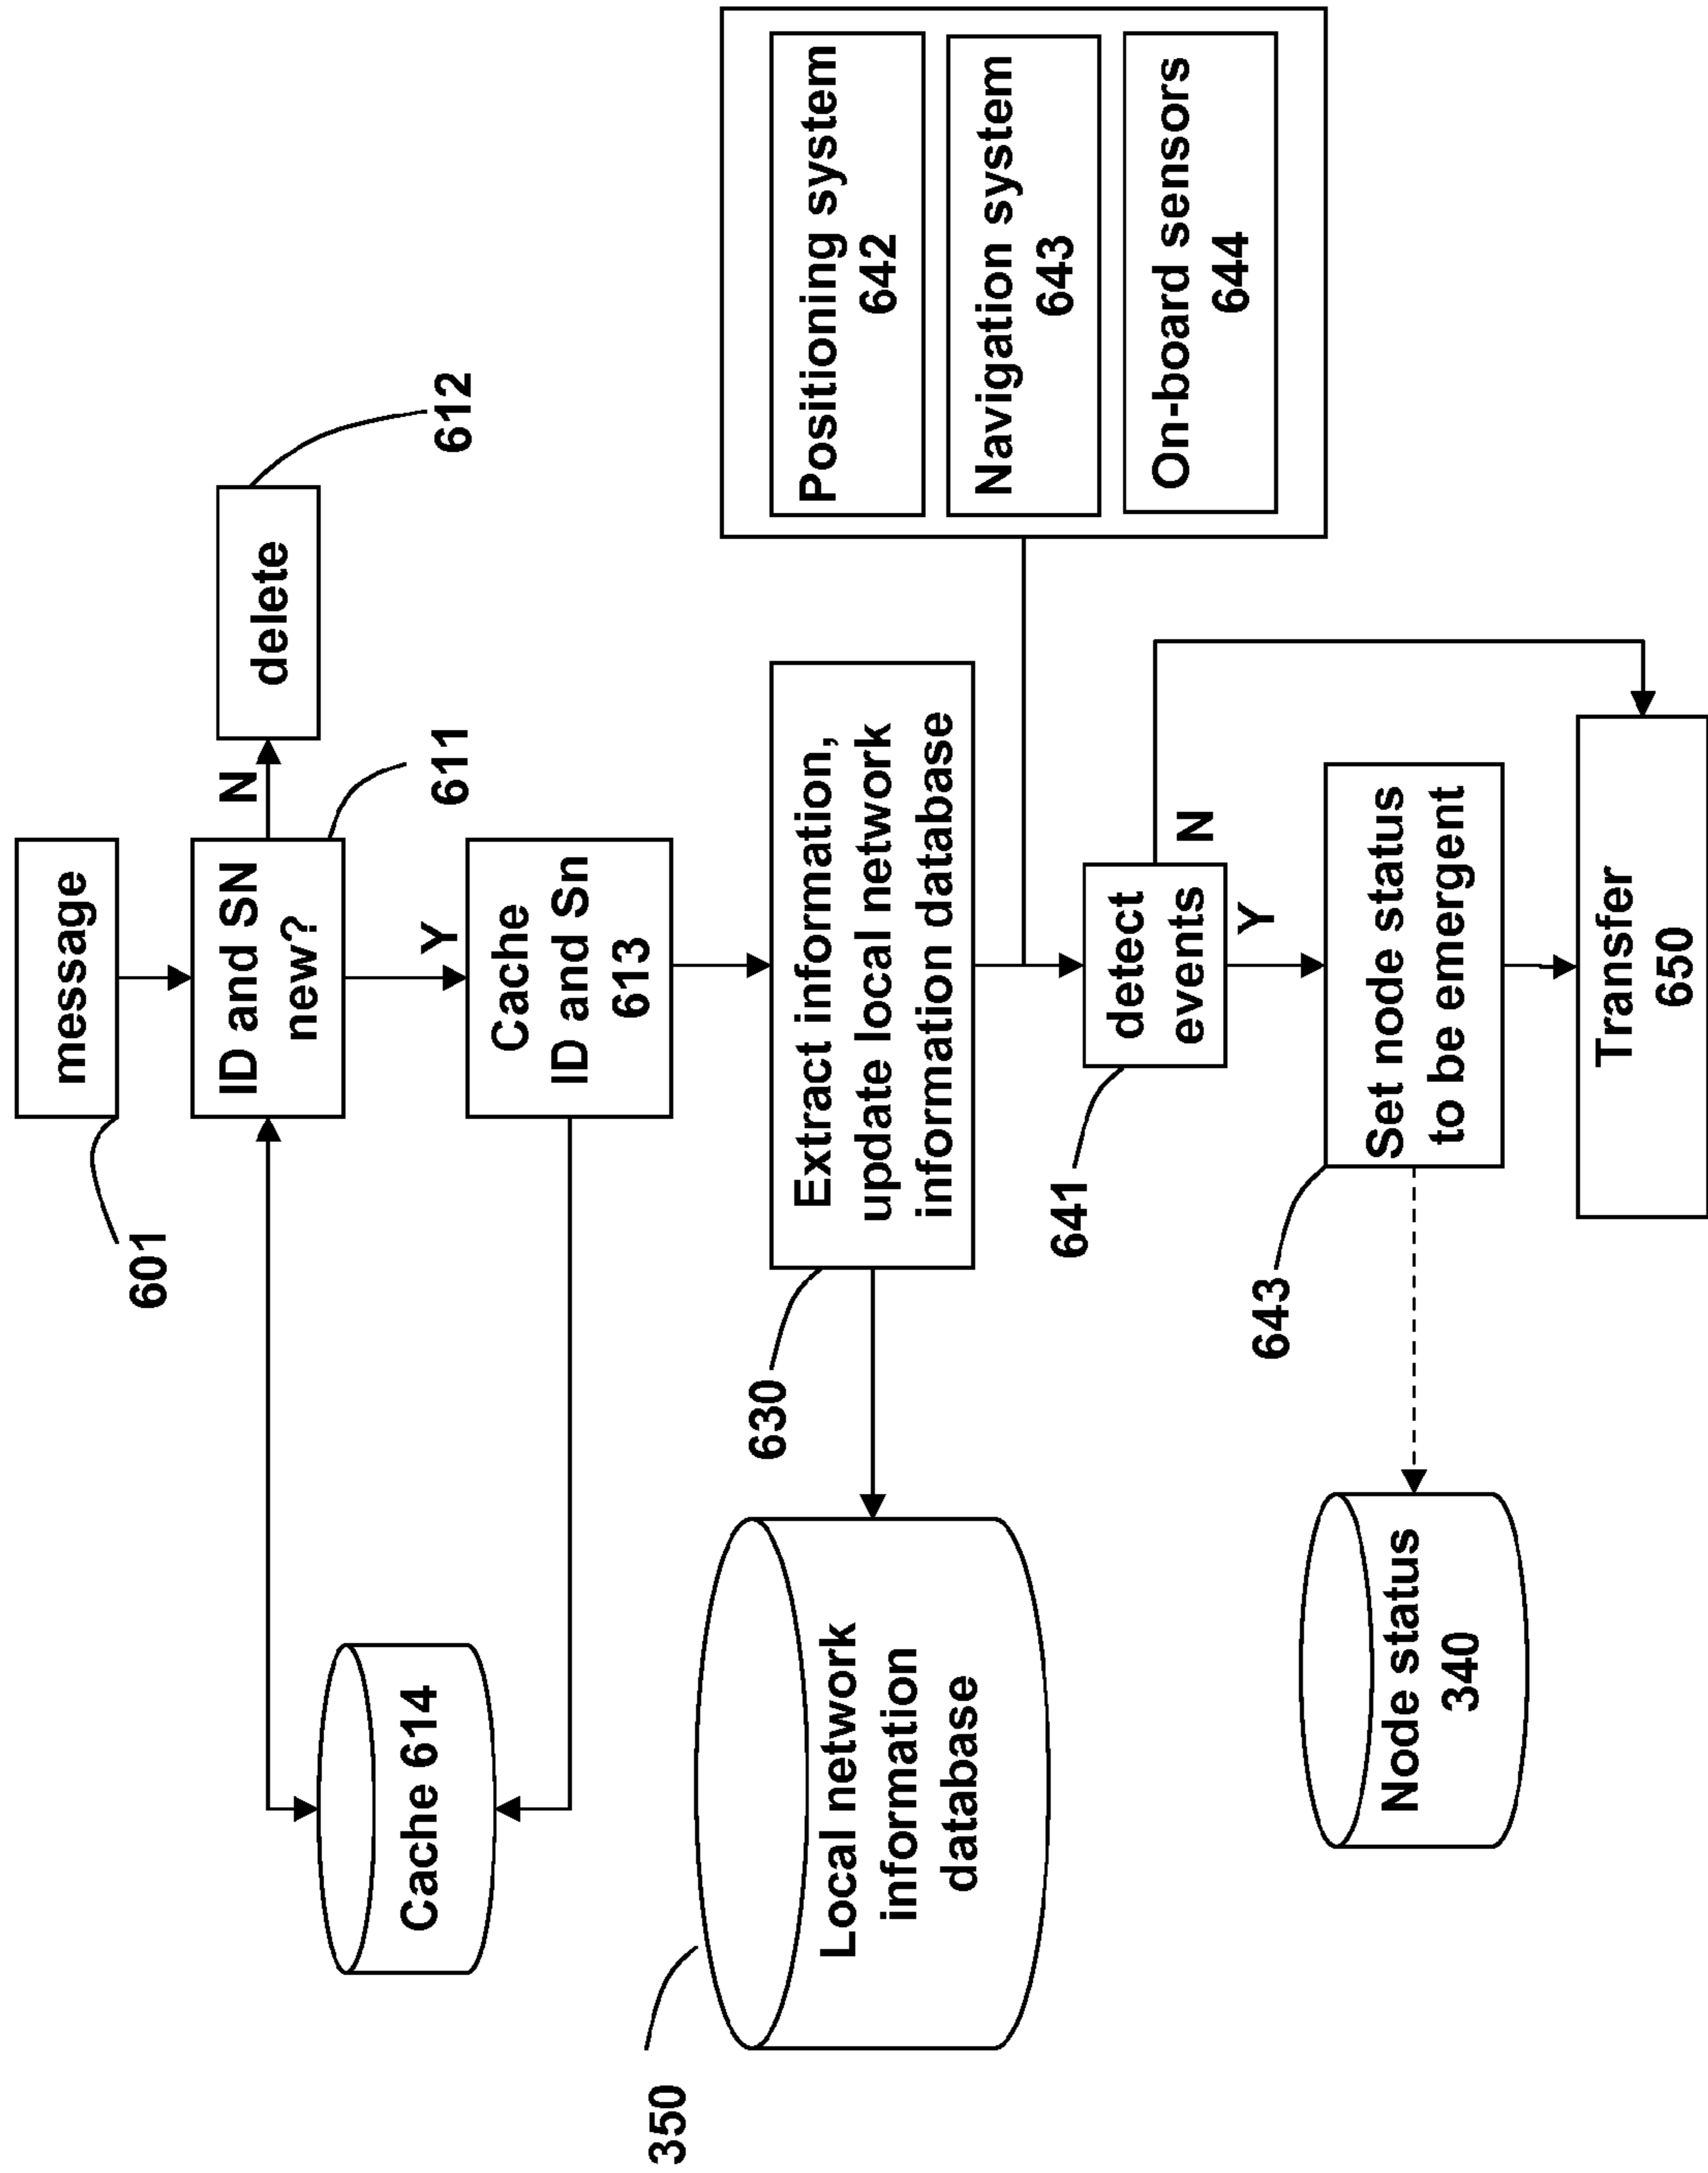 message
601
ID and SN
new?
N
delete
612
611
Y
Cache
ID and Sn
613
Cache 614
Extract information,
update local network
information database
630
Local network
information
database
350
Positioning system
642
Navigation system
643
On-board sensors
644
detect
events
641
N
Y
Set node status
to be emergent
643
Node status
340
Transfer
650